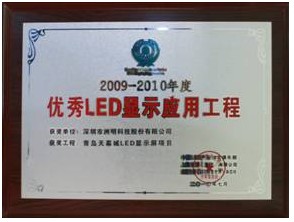 2009-2010年度
优秀LED显示应用工程
获奖单位:深圳市洲明科技股份有限公司
获奖工程:青岛天幕城LED显示屏项目